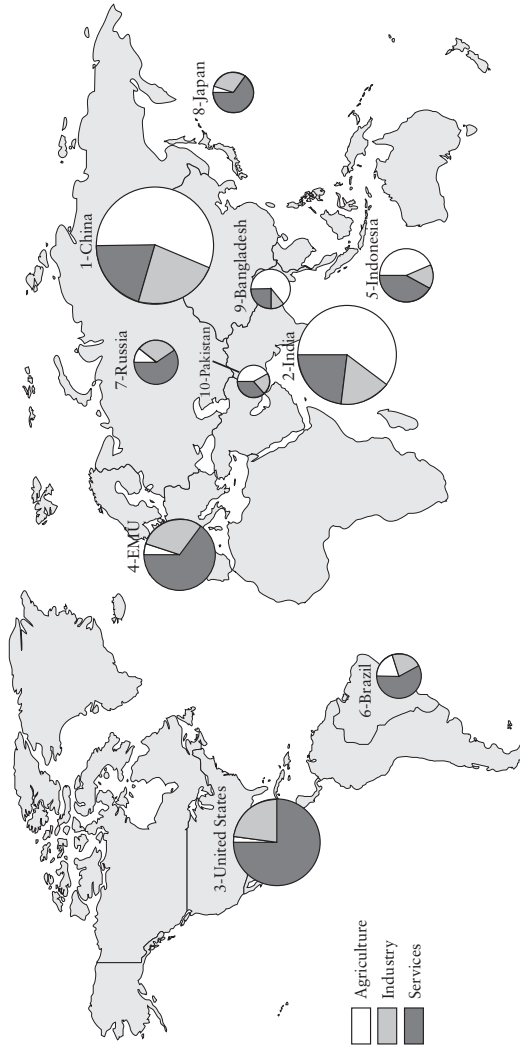 1-China
8-Japan
7-Russia
9-Bangladesh
10-Pakistan
2-India
5-Indonesia
4-EMU
3-United States
6-Brazil
Agriculture
Industry
Services